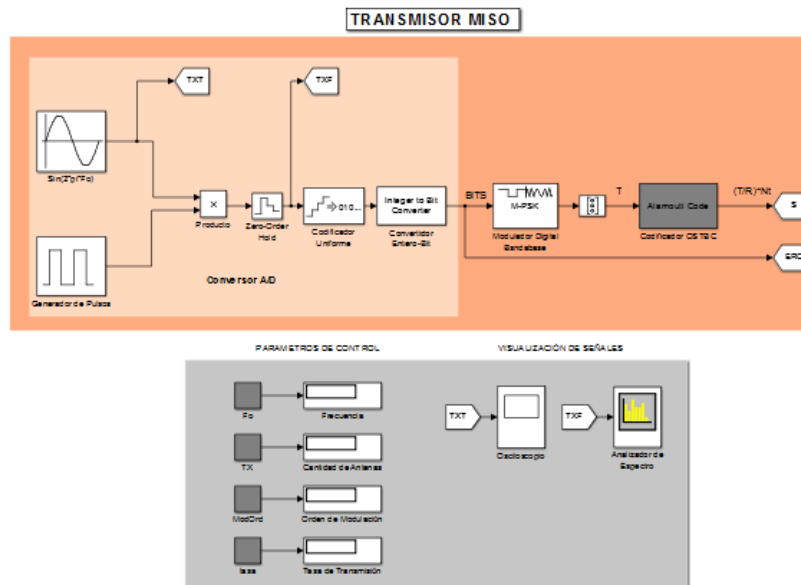 TRANSMISOR MISO
TXT
TXF
Sin(2*pi*Fo)
Producto
Zero-Order
Hold
010...
Codificador
Uniforme
Integer to Bit
Converter
Convertidor
Entero-Bit
BITS
M-PSK
Modulador Digital
Bandabase
T
Alamouti Code
Codificador OSTBC
(T/R)*Nt
S
Generador de Pulsos
Conversor A/D
PARAMETROS DE CONTROL
VISUALIZACIÓN DE SEÑALES
Fo
Frecuencia
TX
Cantidad de Antenas
ModOrd
Orden de Modulación
tasa
Tasa de Transmisión
TXT
Osciloscopio
TXF
Analizador de
Espectro